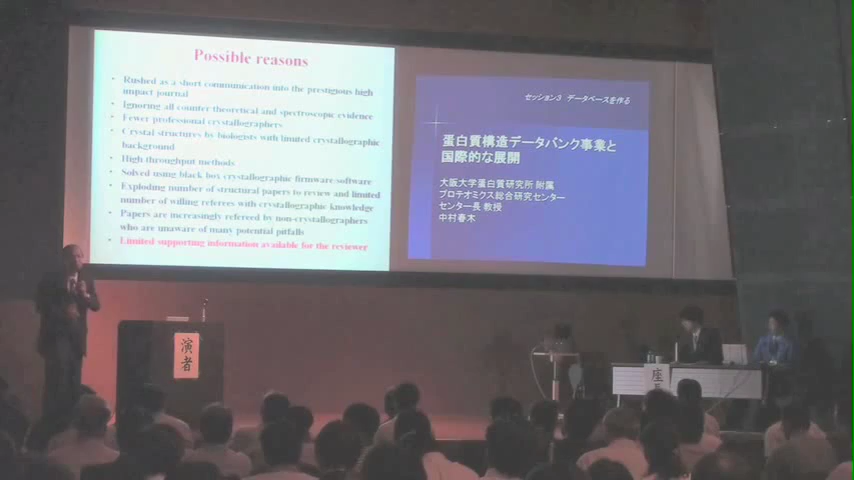 Possible reasons
• Rushed as a short communication into the prestigious high
impact journal
• Ignoring all counter theoretical and spectroscopic evidence
• Fewer professional crystallographers
• Crystal structures by biologists with limited crystallographic
background
• High throughput methods
• Solved using black box crystallographic firmware/software
• Exploding number of structural papers to review and limited
number of willing referees with crystallographic knowledge
• Papers are increasingly refereed by non-crystallographers
who are unaware of many potential pitfalls
• Limited supporting information available for the reviewer
セッション3 データベースを作る
蛋白質構造データバンク事業と
国際的な展開
大阪大学蛋白質研究所 附属
プロテオミクス総合研究センター
センター長 教授
中村春木
演者
座長